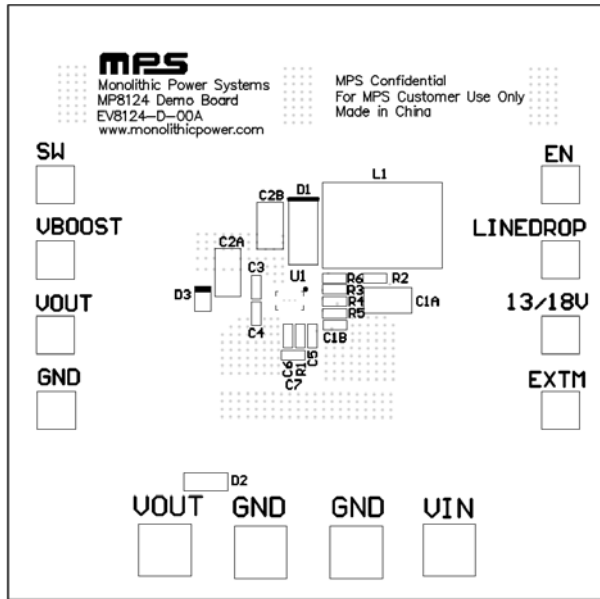 mps
Monolithic Power Systems
MP8124 Demo Board
EV8124-D-00A
www.monolithicpower.com
MPS Confidential
For MPS Customer Use Only
Made in China
SW
EN
L1
C2B
D1
VBOOST
LINEDROP
C2A
C3
U1
R6
R2
R3
D3
VOUT
R4
C1A
13/18V
R5
C4
C1B
C6
R1
C5
C7
GND
EXTM
D2
VOUT
GND
GND
VIN